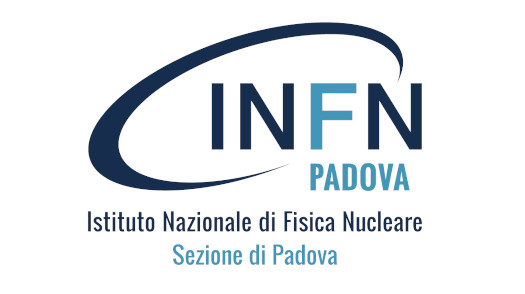 INFN
PADOVA
Istituto Nazionale di Fisica Nucleare
Sezione di Padova